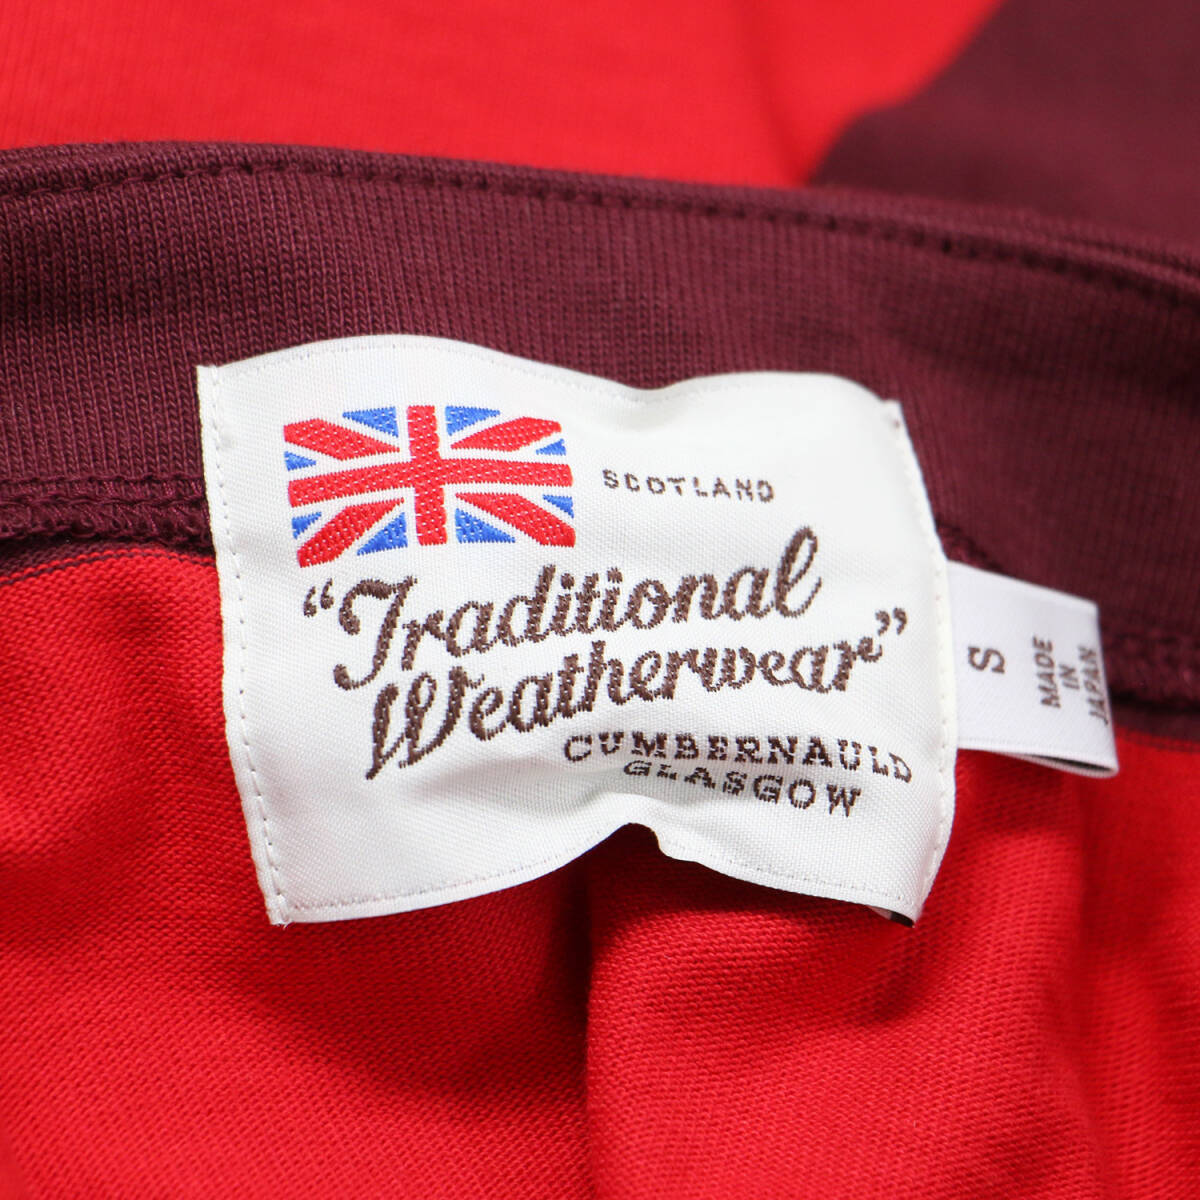 SCOTLAND
“Traditional
Weatherwear”
CUMBERNAULD
GLASGOW
S
MADE
IN
JAPAN